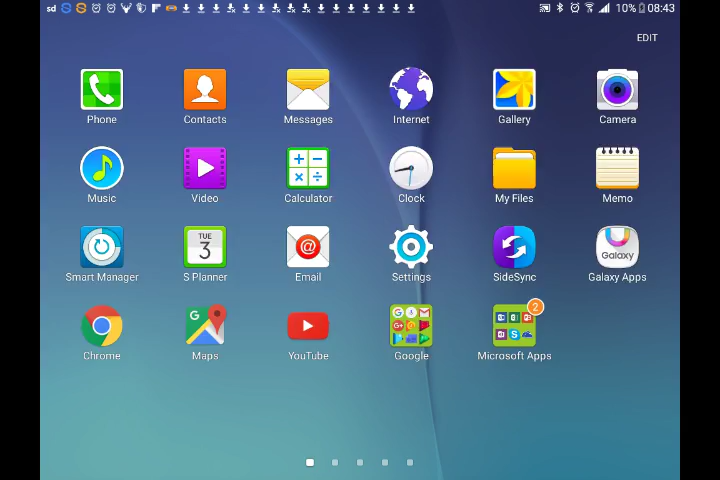 sd 10% 08:43
EDIT
Phone Contacts Messages Internet Gallery Camera
Music Video Calculator Clock My Files Memo
TUE
3
@
Galaxy
Smart Manager S Planner Email Settings SideSync Galaxy Apps
G
G
G+
2
Chrome Maps YouTube Google Microsoft Apps